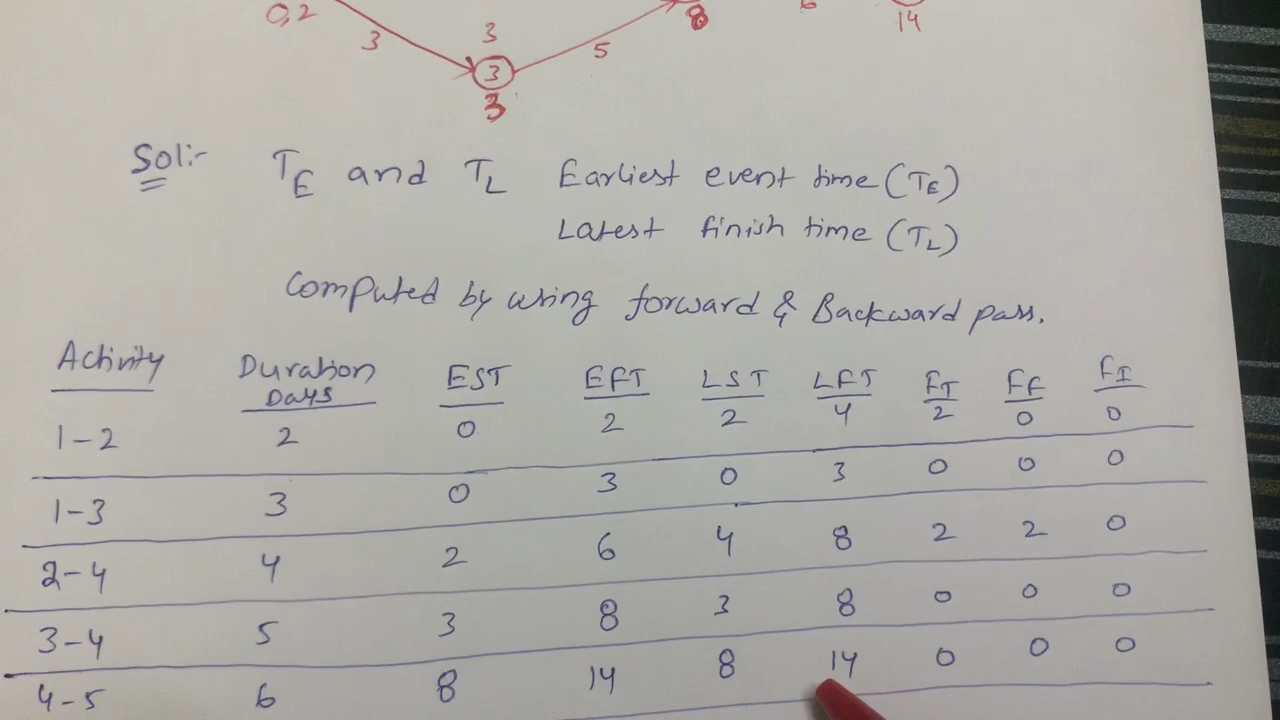 0,2 3 3 5 8 6 14
3
3
Sol:- TE and TL Earliest event time (TE)
Latest finish time (TL)
Computed by using forward & Backward pass.
Activity Duration Days EST EFT LST LFT FT FF FI
1-2 2 0 2 2 4 2 0 0
1-3 3 0 3 0 3 0 0 0
2-4 4 2 6 4 8 2 2 0
3-4 5 3 8 3 8 0 0 0
4-5 6 8 14 8 14 0 0 0